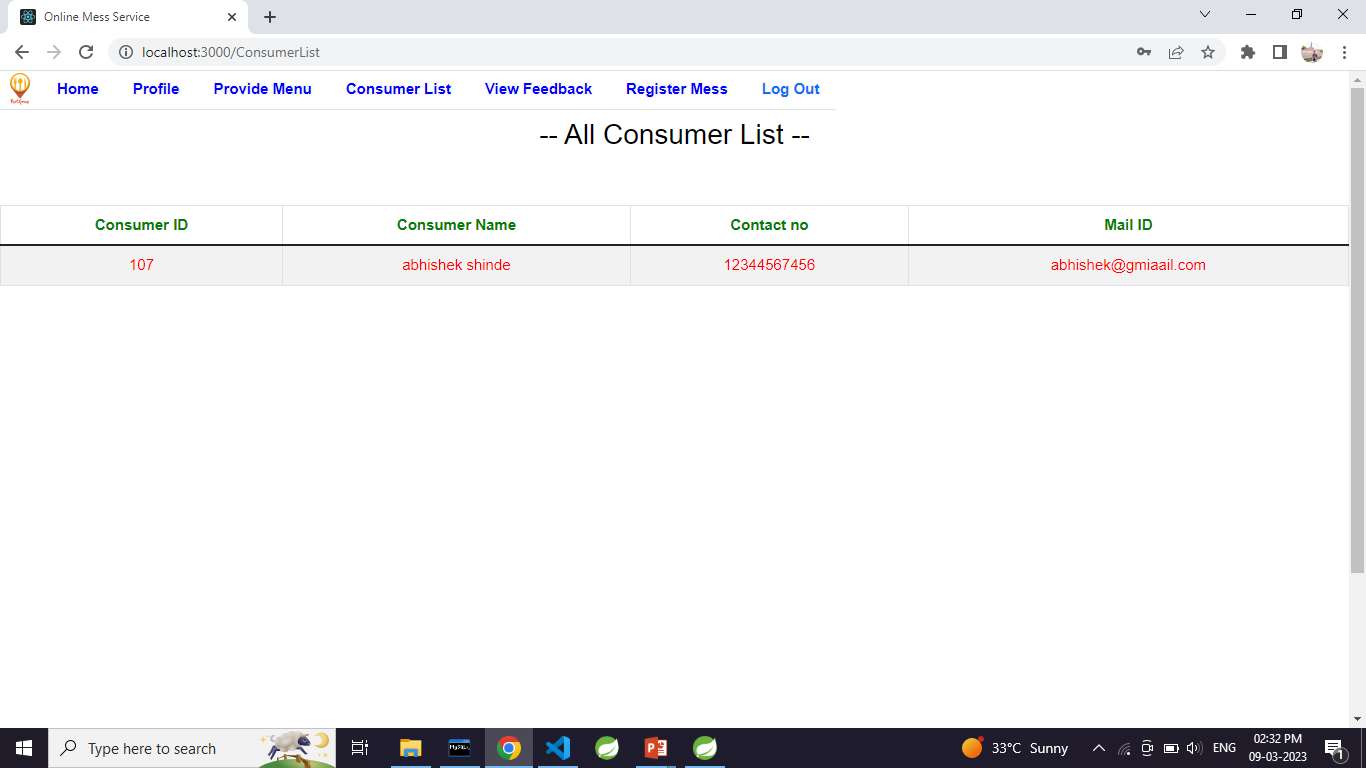 Online Mess Service
localhost:3000/ConsumerList
Home Profile Provide Menu Consumer List View Feedback Register Mess Log Out
-- All Consumer List --
Consumer ID Consumer Name Contact no Mail ID
107 abhishek shinde 12344567456 abhishek@gmiaail.com
Type here to search
MySQL
33°C Sunny
ENG
02:32 PM
09-03-2023
1